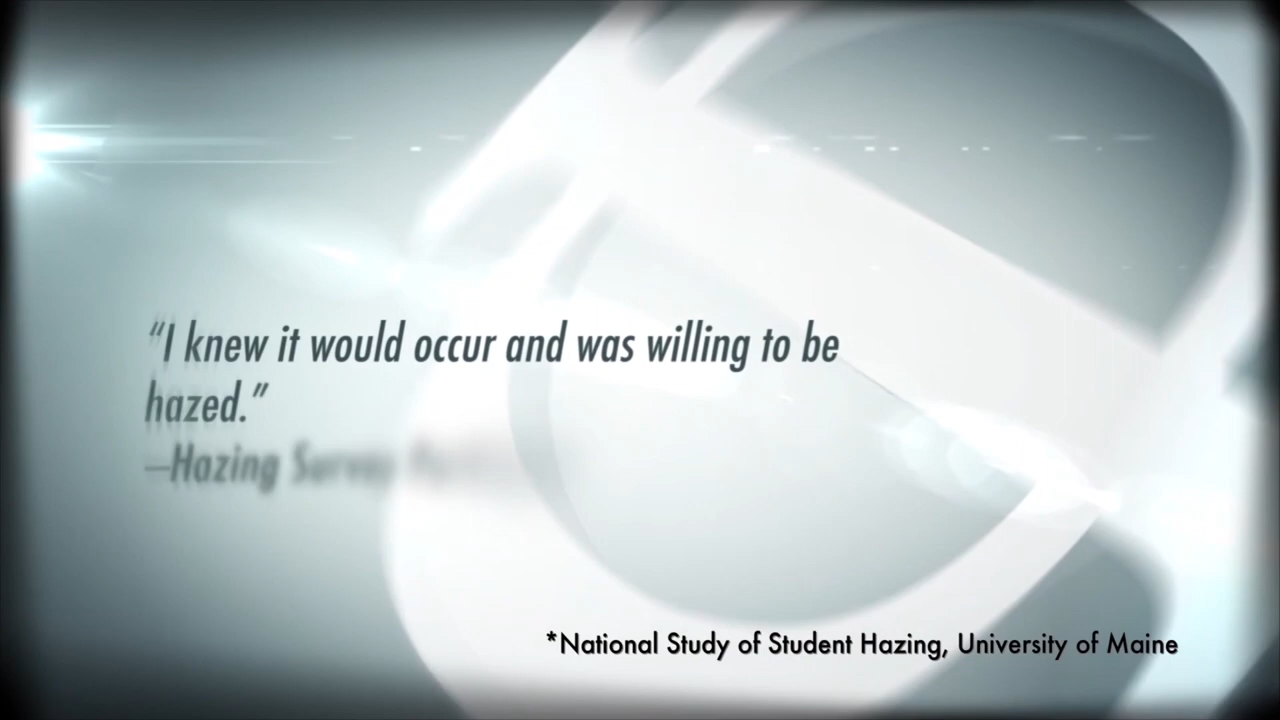 “I knew it would occur and was willing to be
hazed.”
–Hazing Survey
*National Study of Student Hazing, University of Maine